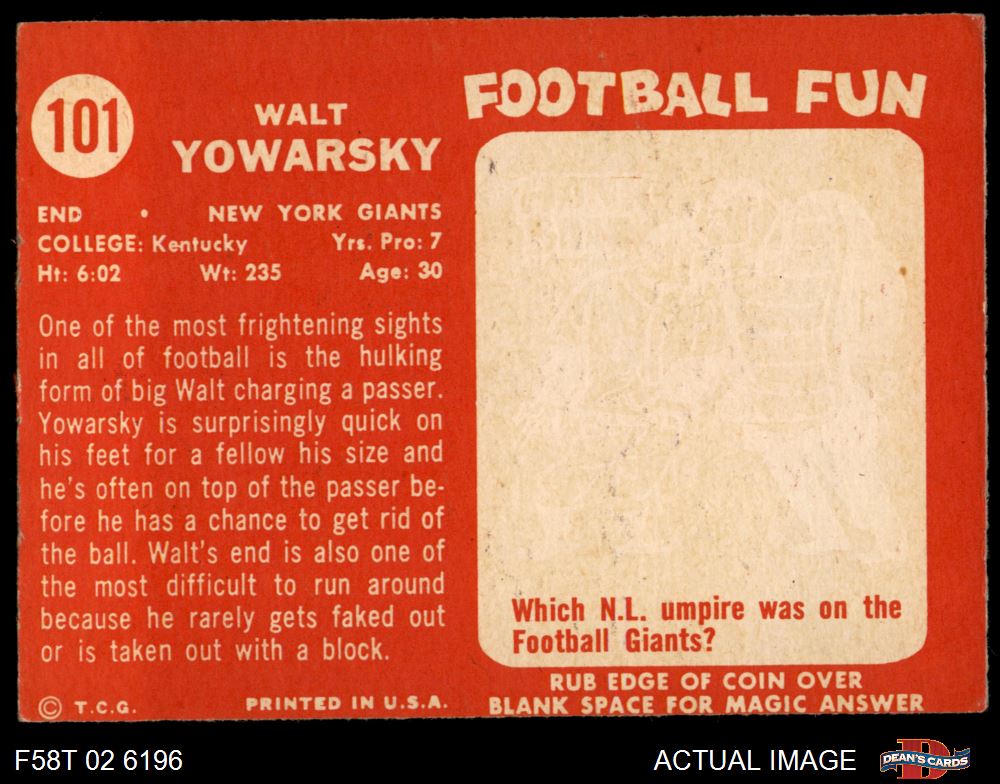 101
WALT
YOWARSKY
END • NEW YORK GIANTS
COLLEGE: Kentucky Yrs. Pro: 7
Ht: 6:02 Wt: 235 Age: 30
One of the most frightening sights
in all of football is the hulking
form of big Walt charging a passer.
Yowarsky is surprisingly quick on
his feet for a fellow his size and
he's often on top of the passer be-
fore he has a chance to get rid of
the ball. Walt's end is also one of
the most difficult to run around
because he rarely gets faked out
or is taken out with a block.
© T.C.G. PRINTED IN U.S.A.
FOOTBALL FUN
Which N.L. umpire was on the
Football Giants?
RUB EDGE OF COIN OVER
BLANK SPACE FOR MAGIC ANSWER
F58T 02 6196 ACTUAL IMAGE DEAN'S CARDS